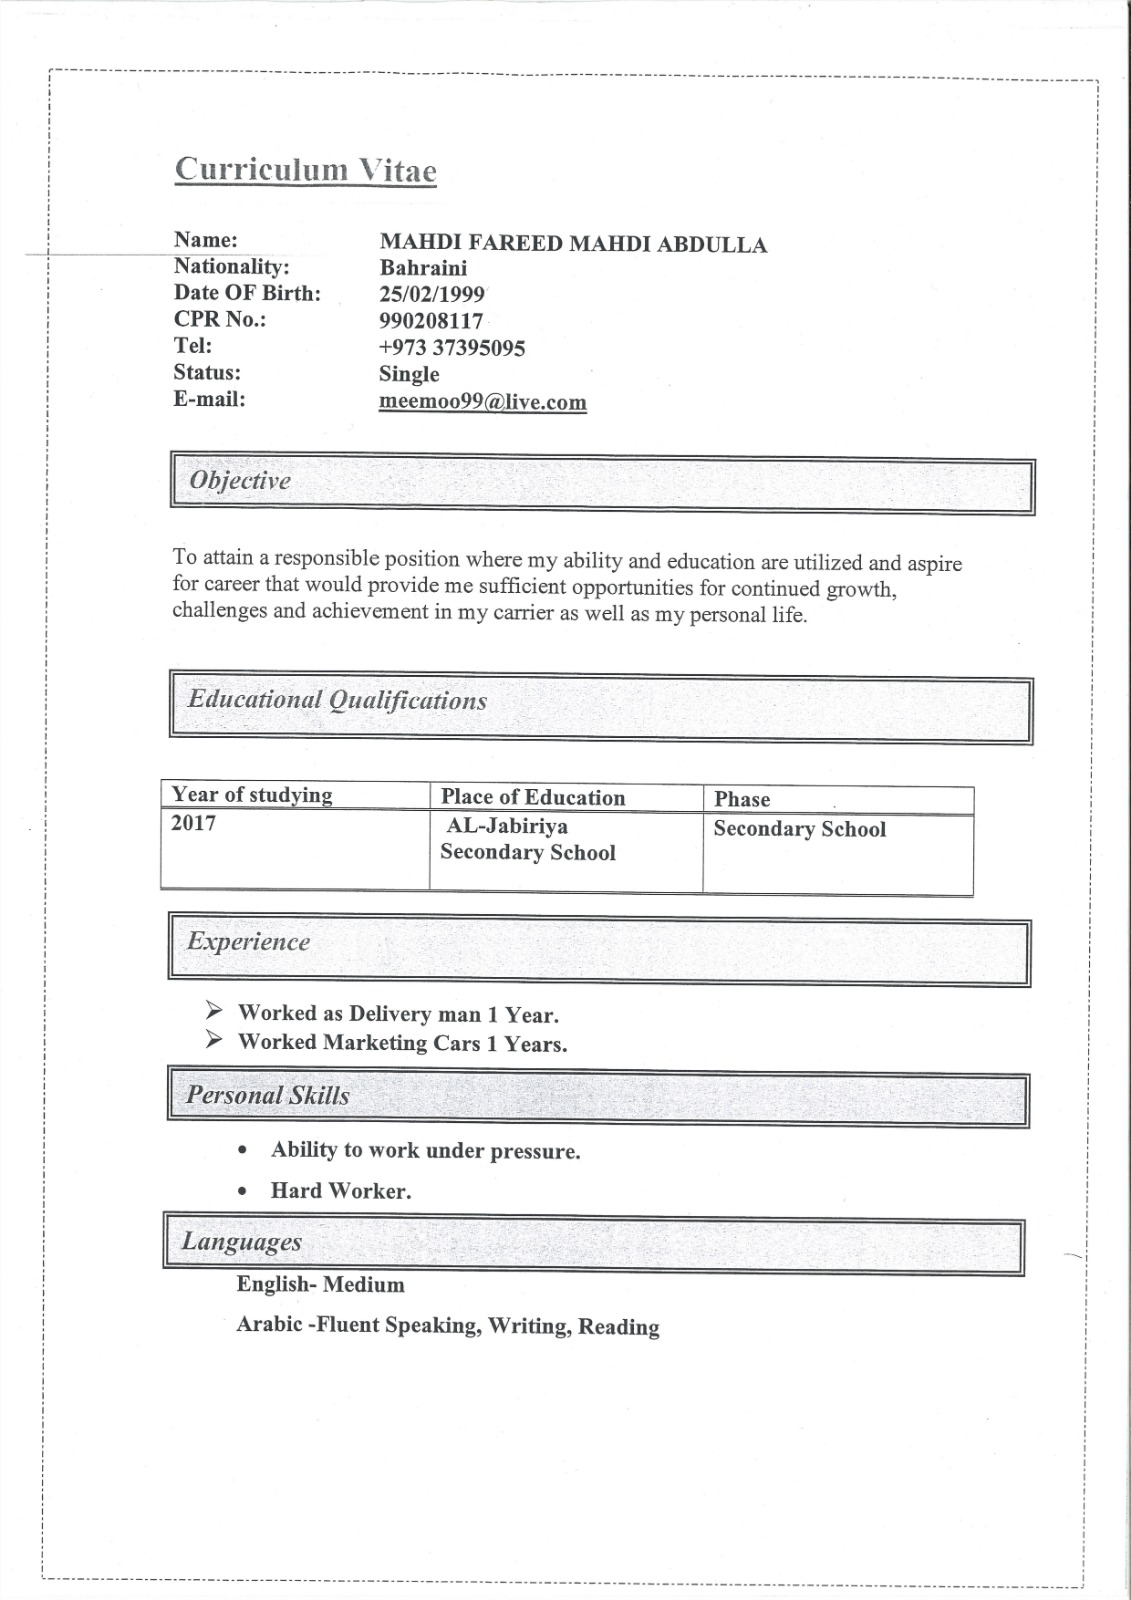 Curriculum Vitae
Name: MAHDI FAREED MAHDI ABDULLA
Nationality: Bahraini
Date OF Birth: 25/02/1999
CPR No.: 990208117
Tel: +973 37395095
Status: Single
E-mail: meemoo99@live.com
Objective
To attain a responsible position where my ability and education are utilized and aspire
for career that would provide me sufficient opportunities for continued growth,
challenges and achievement in my carrier as well as my personal life.
Educational Qualifications
Year of studying Place of Education Phase
2017 AL-Jabiriya Secondary School
Secondary School
Experience
➢ Worked as Delivery man 1 Year.
➢ Worked Marketing Cars 1 Years.
Personal Skills
• Ability to work under pressure.
• Hard Worker.
Languages
English- Medium
Arabic -Fluent Speaking, Writing, Reading